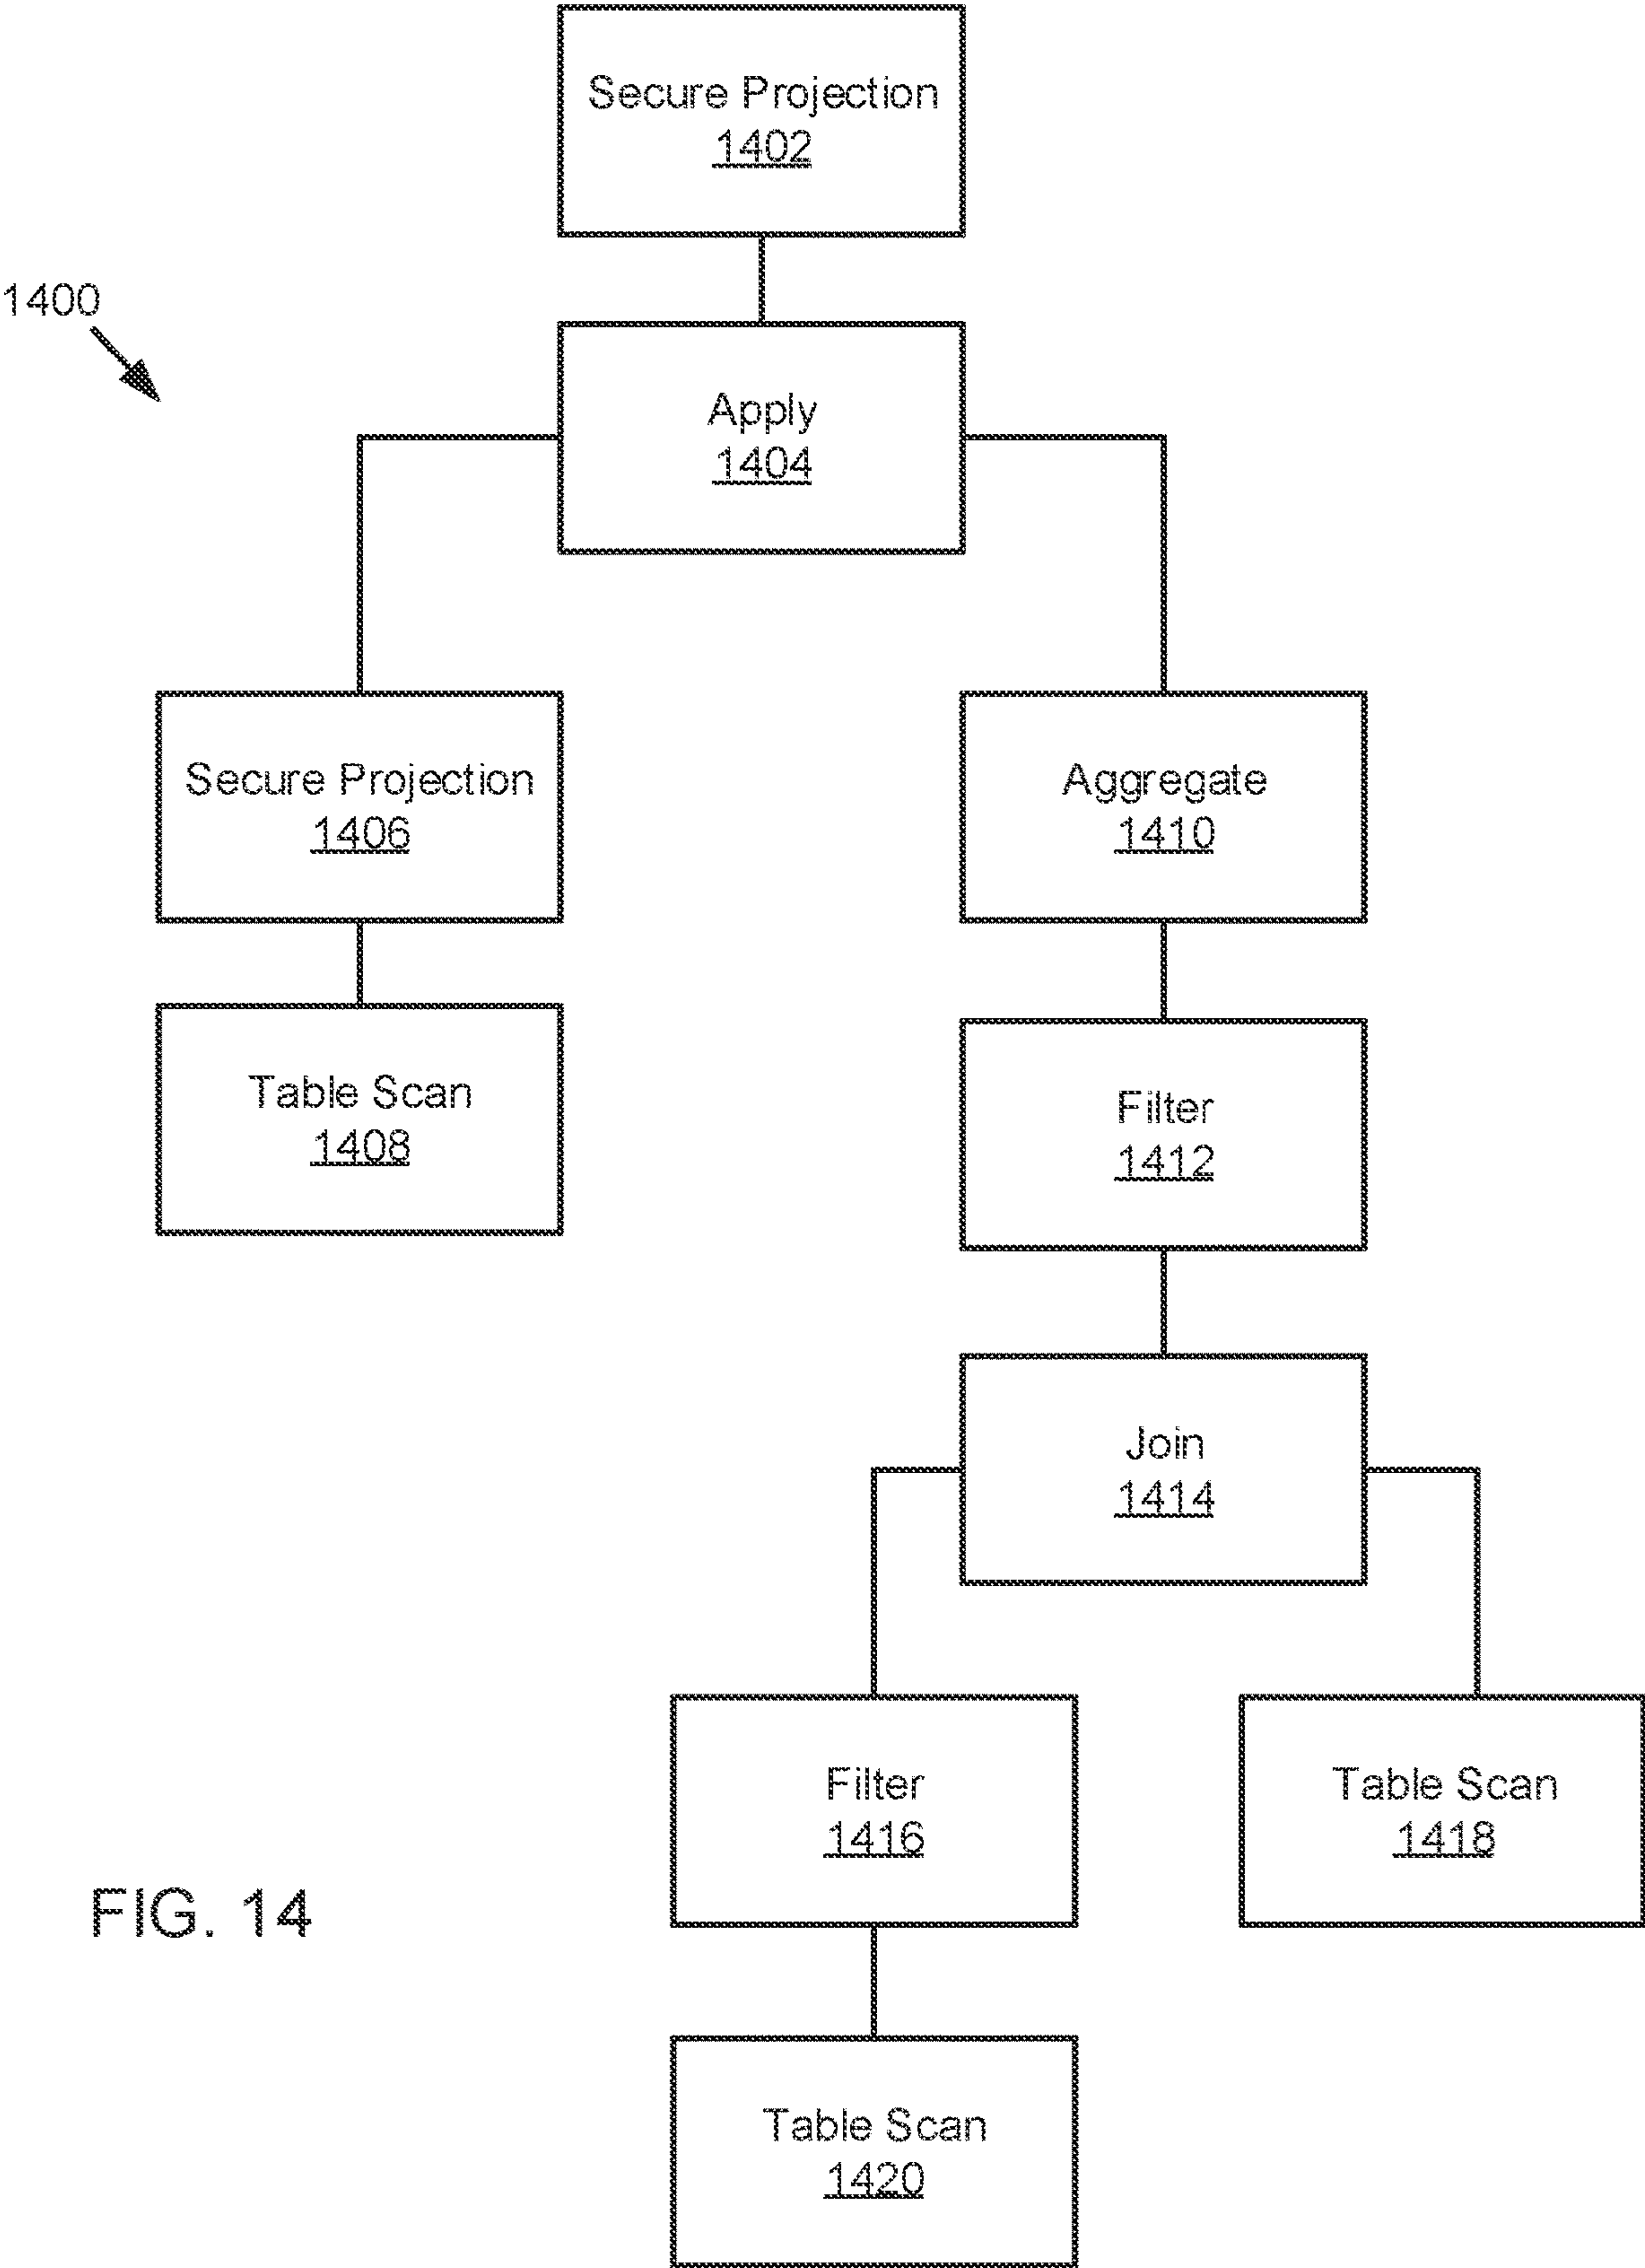 Secure Projection
1402
1400
Apply
1404
Secure Projection
1406
Aggregate
1410
Table Scan
1408
Filter
1412
Join
1414
Filter
1416
Table Scan
1418
FIG. 14
Table Scan
1420